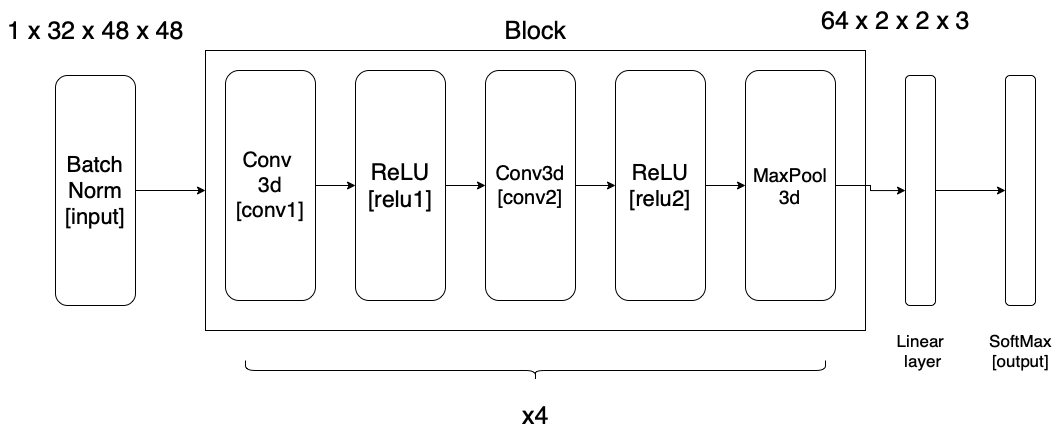 1 x 32 x 48 x 48
Block
64 x 2 x 2 x 3
Batch
Norm
[input]
Conv
3d
[conv1]
ReLU
[relu1]
Conv3d
[conv2]
ReLU
[relu2]
MaxPool
3d
Linear
layer
SoftMax
[output]
x4